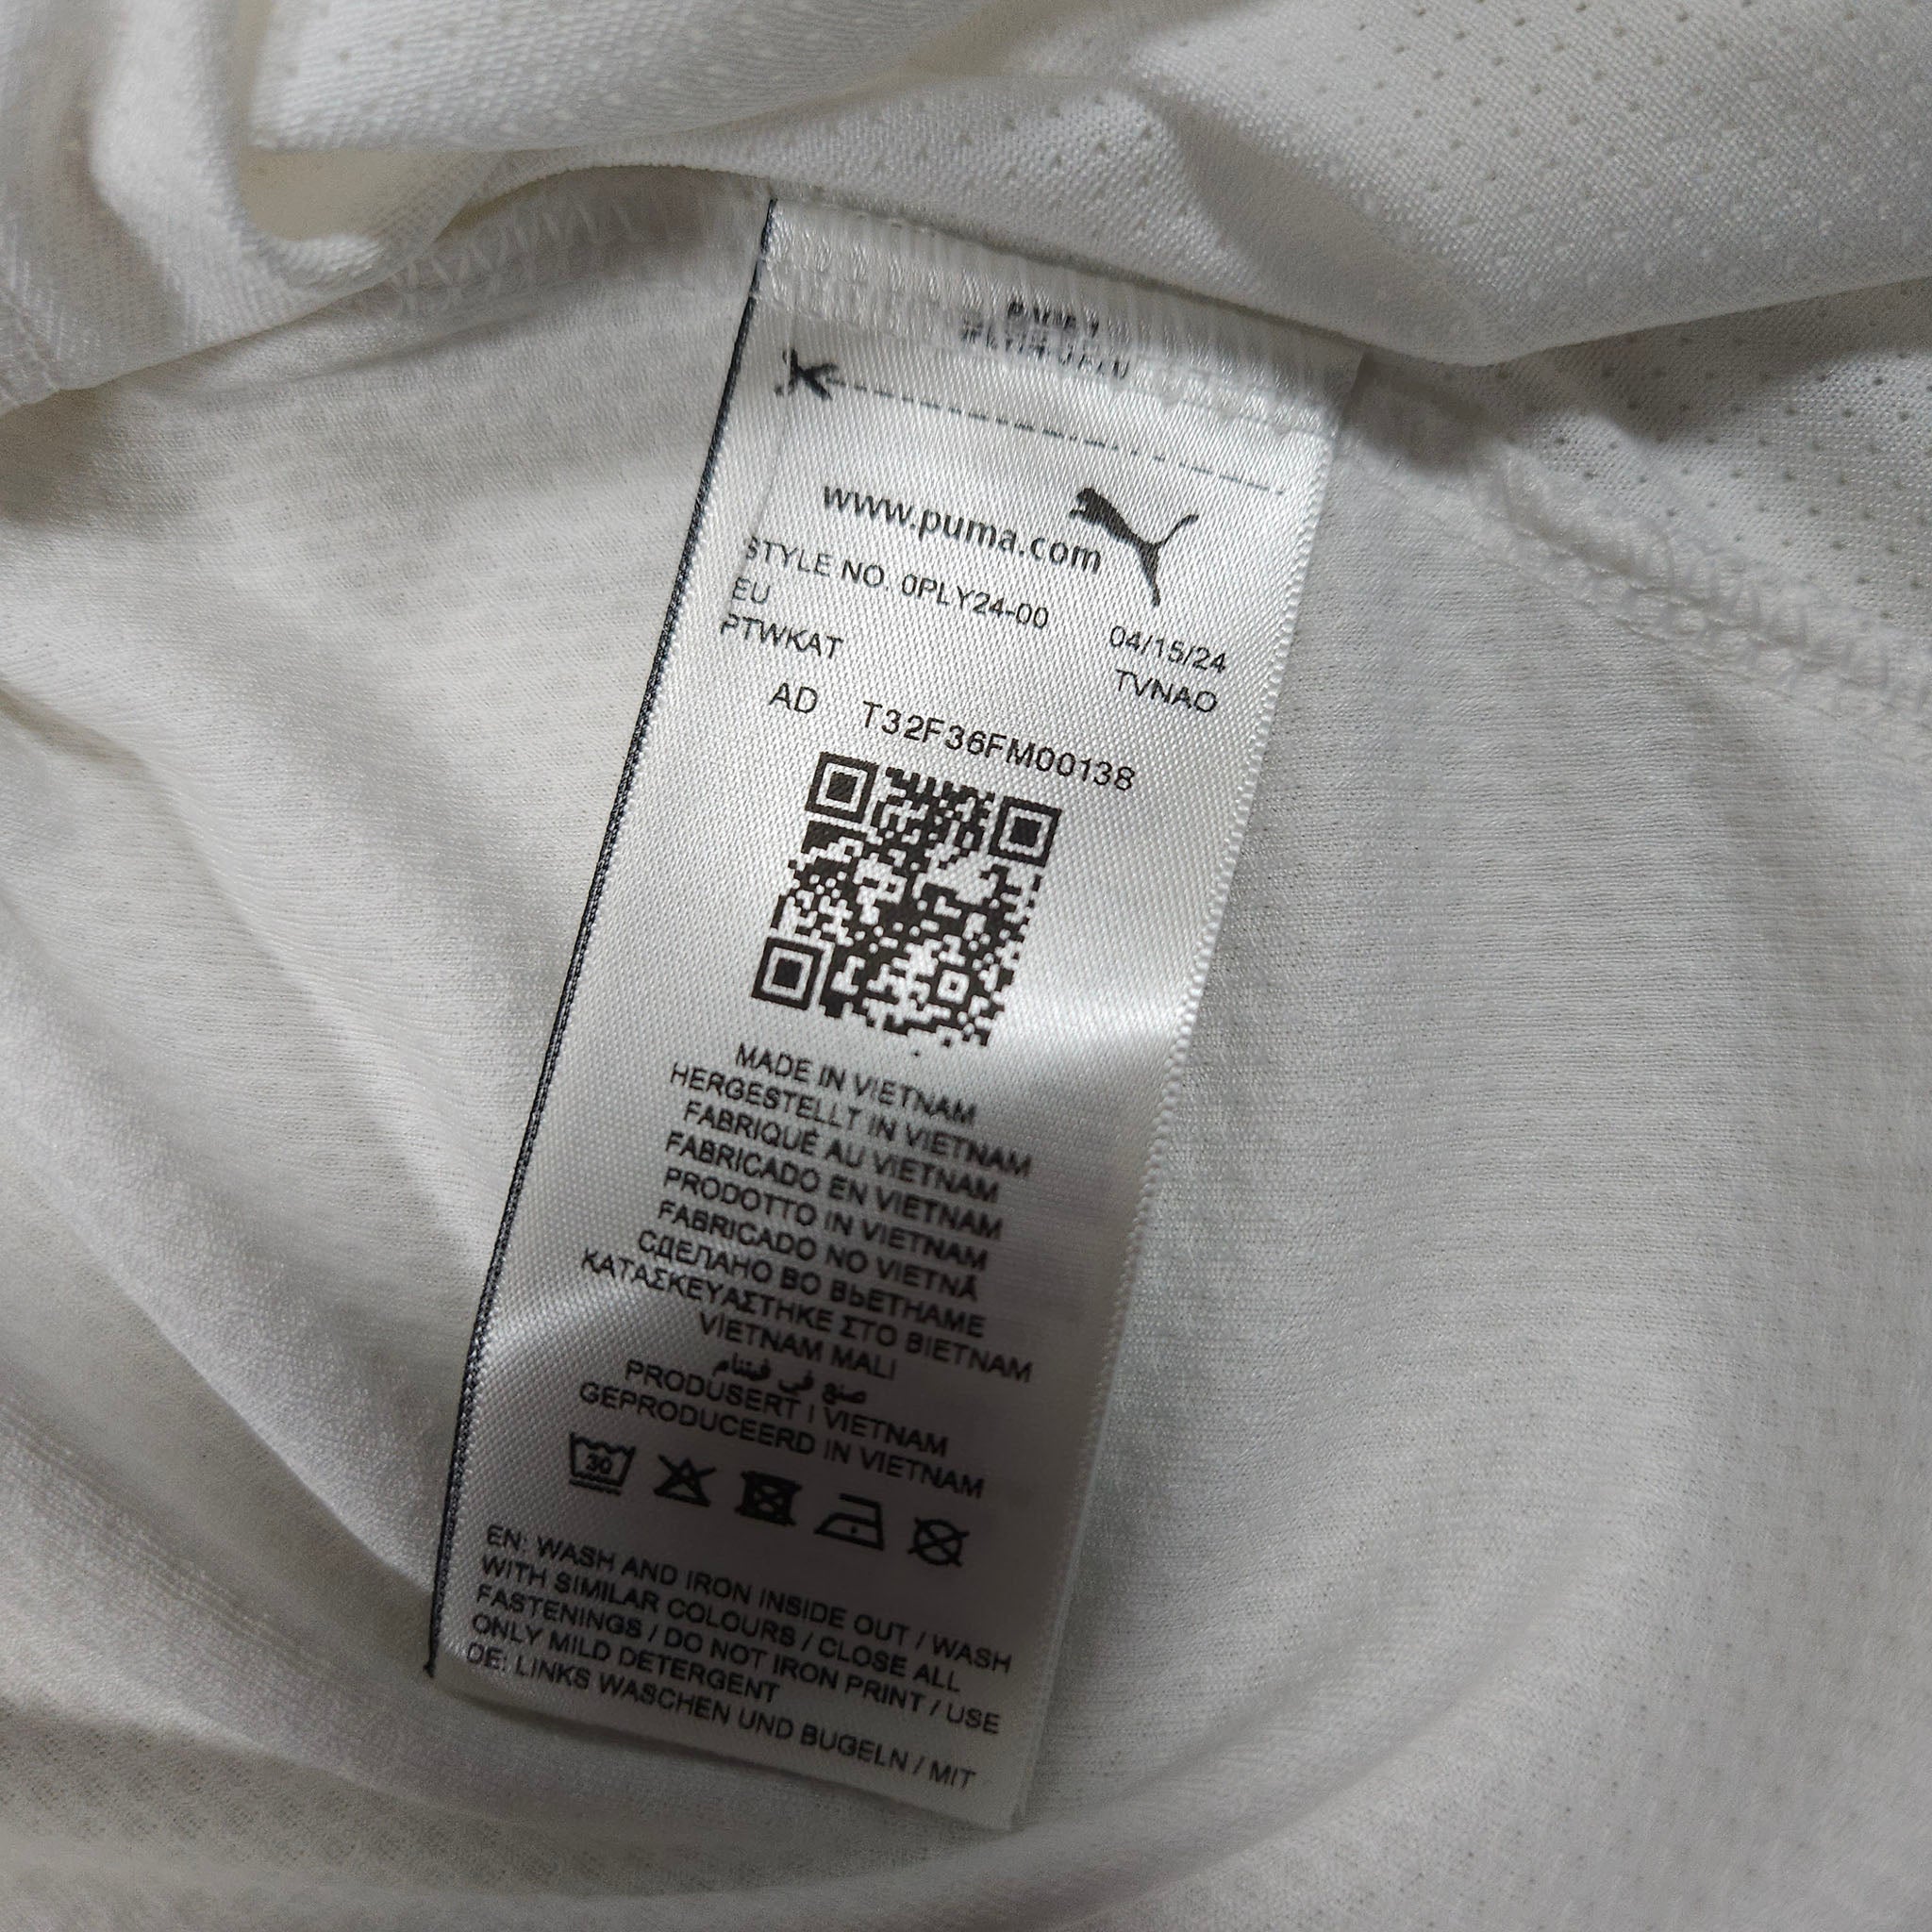 www.puma.com
STYLE NO. 0PLY24-00 04/15/24
EU TVNAO
PTWKAT
AD T32F36FM00138
MADE IN VIETNAM
HERGESTELLT IN VIETNAM
FABRIQUÉ AU VIETNAM
FABRICADO EN VIETNAM
PRODOTTO IN VIETNAM
FABRICADO NO VIETNÃ
СДЕЛАНО ВО ВЬЕТНАМЕ
ΚΑΤΑΣΚΕΥΑΣΤΗΚΕ ΣΤΟ ΒΙΕΤΝΑΜ
VİETNAM MALI
صنع في فيتنام
PRODUSERT I VIETNAM
GEPRODUCEERD IN VIETNAM
30
EN: WASH AND IRON INSIDE OUT / WASH
WITH SIMILAR COLOURS / CLOSE ALL
FASTENINGS / DO NOT IRON PRINT / USE
ONLY MILD DETERGENT
DE: LINKS WASCHEN UND BUGELN / MIT